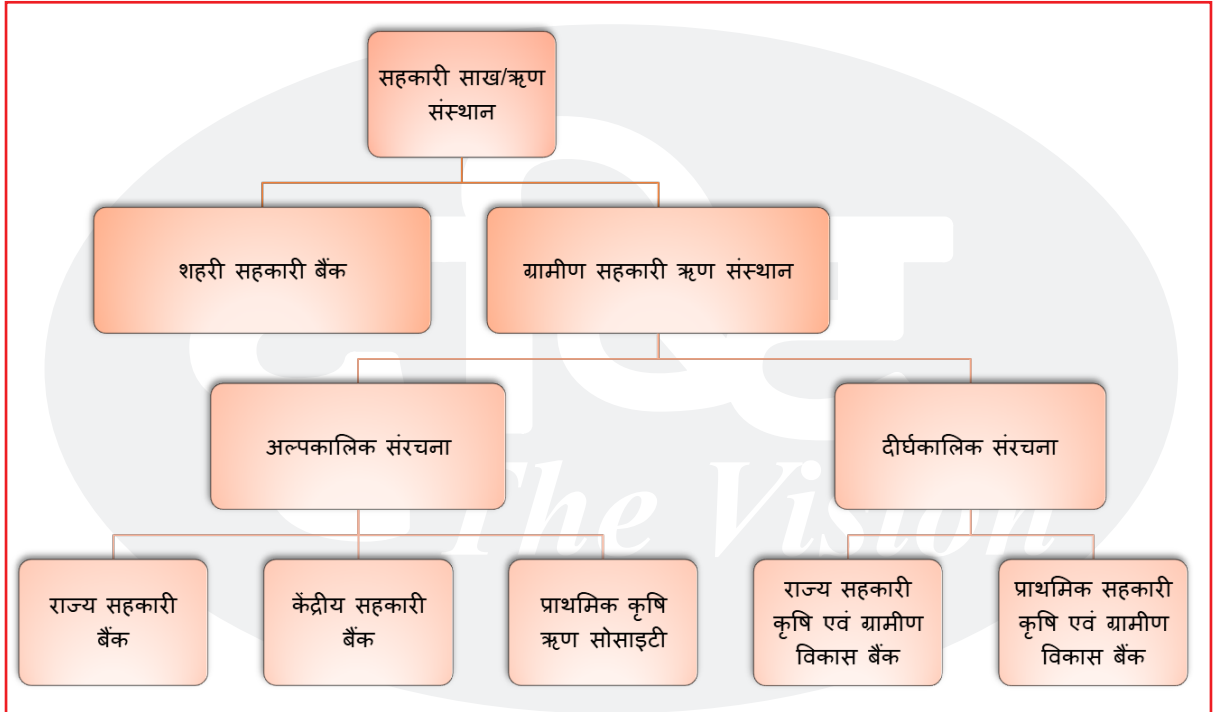 सहकारी साख/ऋण
संस्थान
शहरी सहकारी बैंक
ग्रामीण सहकारी ऋण संस्थान
अल्पकालिक संरचना
दीर्घकालिक संरचना
राज्य सहकारी
बैंक
केंद्रीय सहकारी
बैंक
प्राथमिक कृषि
ऋण सोसाइटी
राज्य सहकारी
कृषि एवं ग्रामीण
विकास बैंक
प्राथमिक सहकारी
कृषि एवं ग्रामीण
विकास बैंक
The Vision